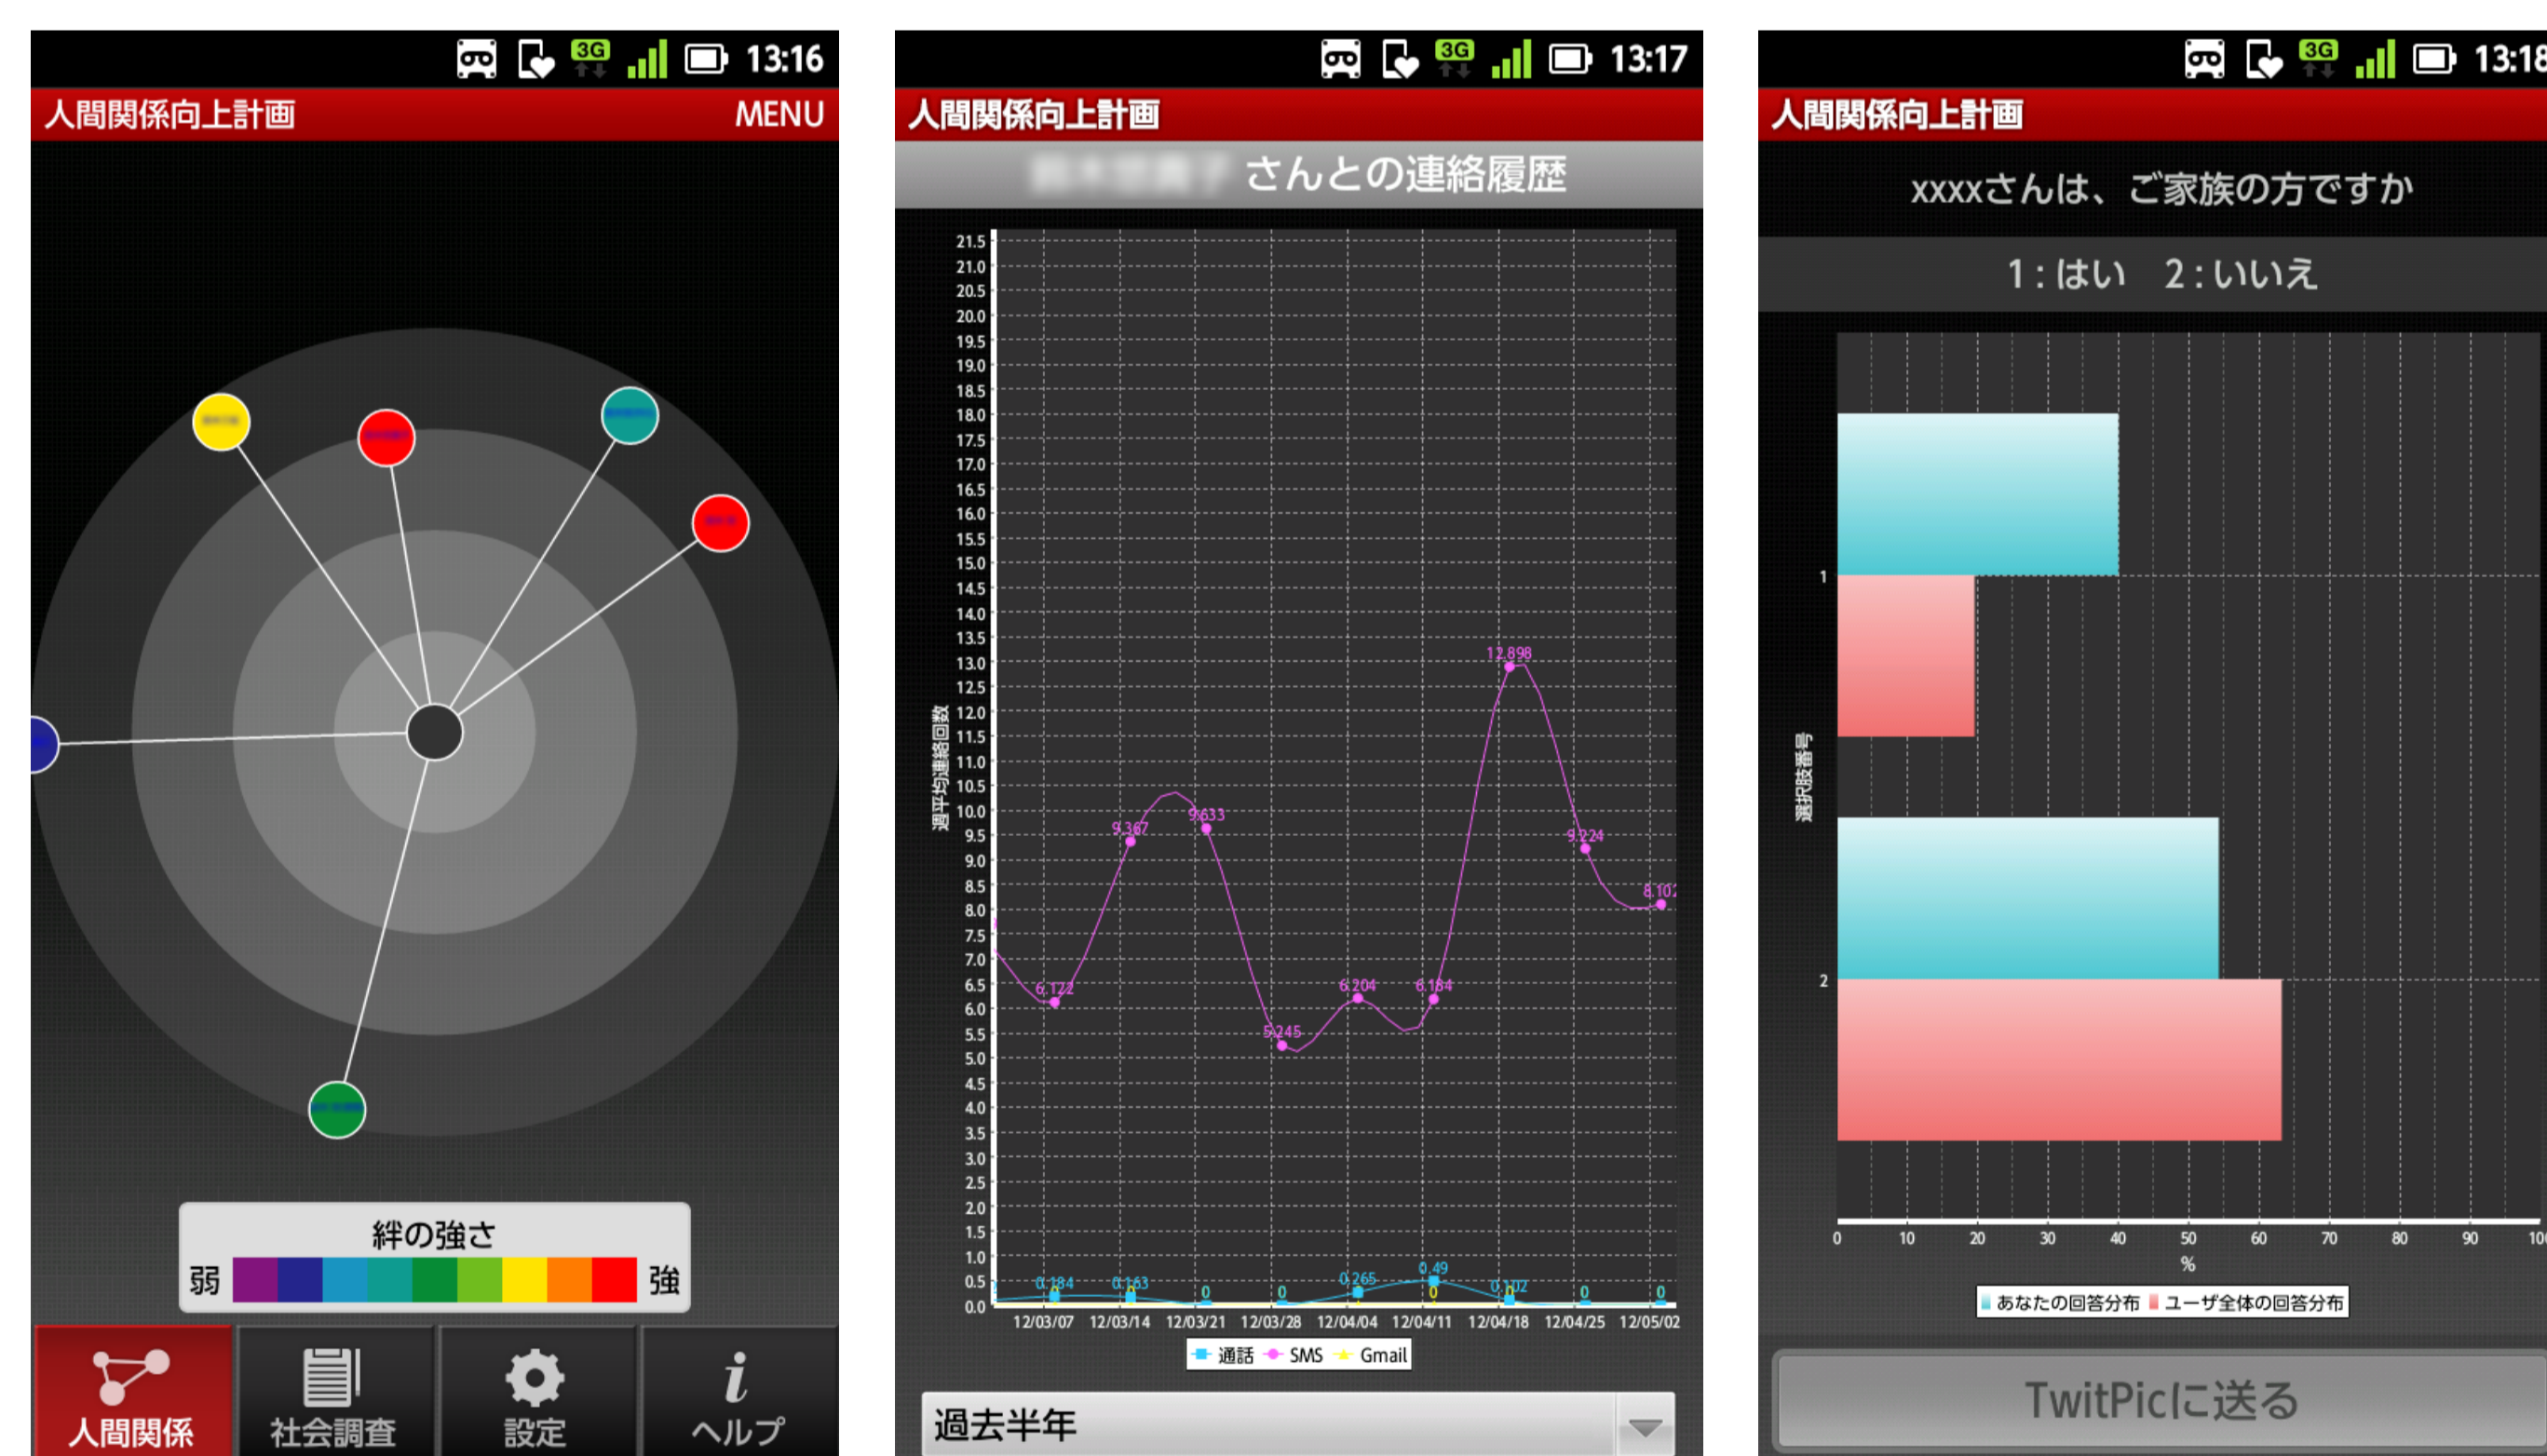 3G 13:16
人間関係向上計画 MENU
絆の強さ
弱 強
人間関係 社会調査 設定 ヘルプ
3G 13:17
人間関係向上計画
さんとの連絡履歴
週平均連絡回数
21.5
21.0
20.5
20.0
19.5
19.0
18.5
18.0
17.5
17.0
16.5
16.0
15.5
15.0
14.5
14.0
13.5
13.0
12.5
12.0
11.5
11.0
10.5
10.0
9.5
9.0
8.5
8.0
7.5
7.0
6.5
6.0
5.5
5.0
4.5
4.0
3.5
3.0
2.5
2.0
1.5
1.0
0.5
0.0
6.122 9.367 9.633 5.245 6.204 6.184 12.898 9.224 8.102
0.184 0.163 0 0 0.265 0.49 0.102 0 0
12/03/07 12/03/14 12/03/21 12/03/28 12/04/04 12/04/11 12/04/18 12/04/25 12/05/02
通話 SMS Gmail
過去半年
3G 13:18
人間関係向上計画
xxxxさんは、ご家族の方ですか
1 : はい 2 : いいえ
選択肢番号
1
2
0 10 20 30 40 50 60 70 80 90 100
%
あなたの回答分布 ユーザ全体の回答分布
TwitPicに送る